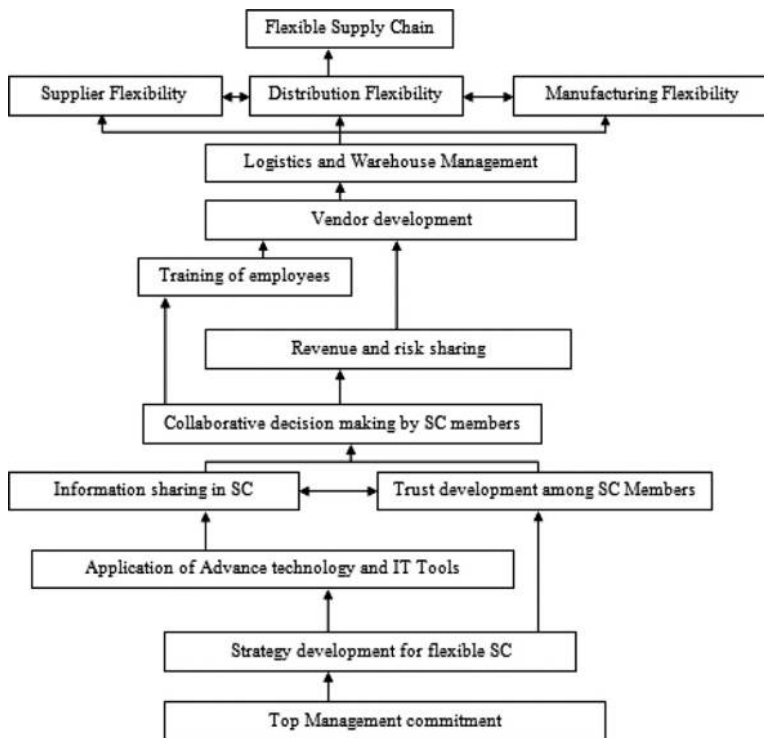 Flexible Supply Chain
Supplier Flexibility
Distribution Flexibility
Manufacturing Flexibility
Logistics and Warehouse Management
Vendor development
Training of employees
Revenue and risk sharing
Collaborative decision making by SC members
Information sharing in SC
Trust development among SC Members
Application of Advance technology and IT Tools
Strategy development for flexible SC
Top Management commitment